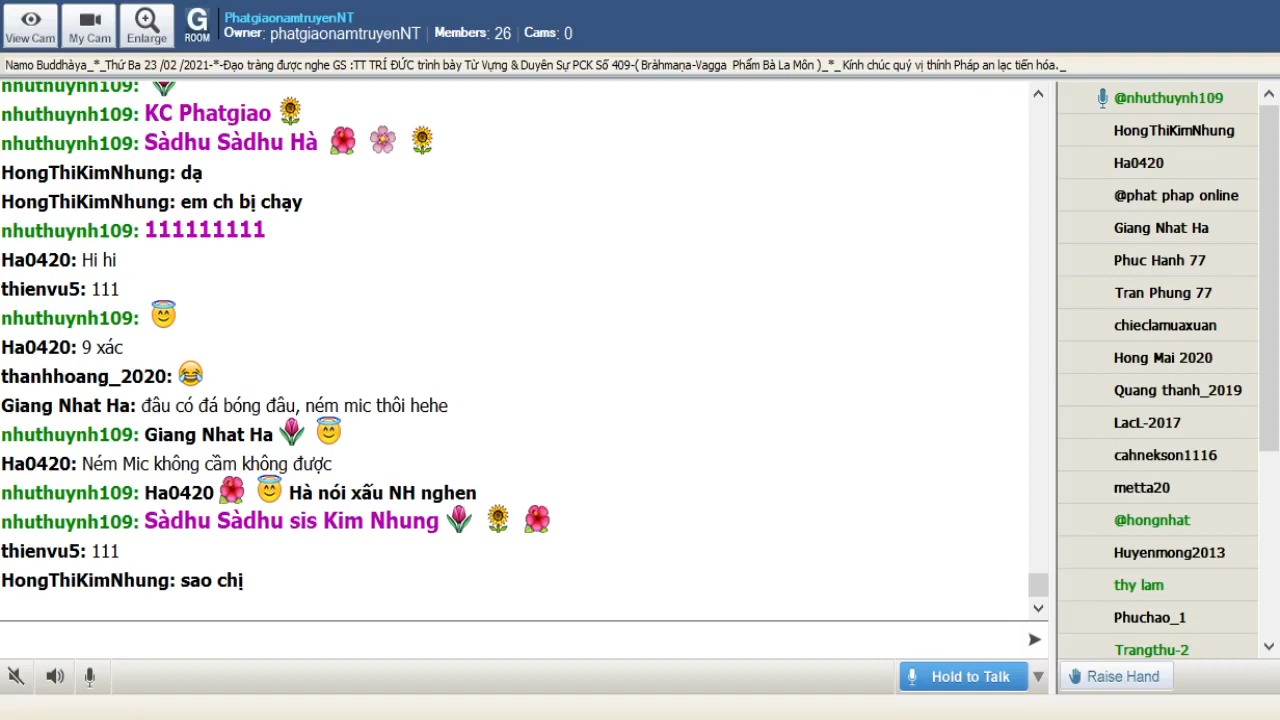 View Cam
My Cam
Enlarge
G
ROOM
PhatgiaonamtruyenNT
Owner: phatgiaonamtruyenNT | Members: 26 | Cams: 0
Namo Buddhàya_*_Thứ Ba 23 /02 /2021-*-Đạo tràng được nghe GS :TT TRÍ ĐỨC trình bày Từ Vựng & Duyên Sự PCK Số 409-( Bràhmaṇa-Vagga Phẩm Bà La Môn )_*_ Kính chúc quý vị thính Pháp an lạc tiến hóa._
nhuthuynh109:
nhuthuynh109: KC Phatgiao
nhuthuynh109: Sàdhu Sàdhu Hà
HongThiKimNhung: dạ
HongThiKimNhung: em ch bị chạy
nhuthuynh109: 111111111
Ha0420: Hi hi
thienvu5: 111
nhuthuynh109:
Ha0420: 9 xác
thanhhoang_2020:
Giang Nhat Ha: đâu có đá bóng đâu, ném mic thôi hehe
nhuthuynh109: Giang Nhat Ha
Ha0420: Ném Mic không cầm không được
nhuthuynh109: Ha0420 Hà nói xấu NH nghen
nhuthuynh109: Sàdhu Sàdhu sis Kim Nhung
thienvu5: 111
HongThiKimNhung: sao chị
@nhuthuynh109
HongThiKimNhung
Ha0420
@phat phap online
Giang Nhat Ha
Phuc Hanh 77
Tran Phung 77
chieclamuaxuan
Hong Mai 2020
Quang thanh_2019
LacL-2017
cahnekson1116
metta20
@hongnhat
Huyenmong2013
thy lam
Phuchao_1
Trangthu-2
Hold to Talk
Raise Hand